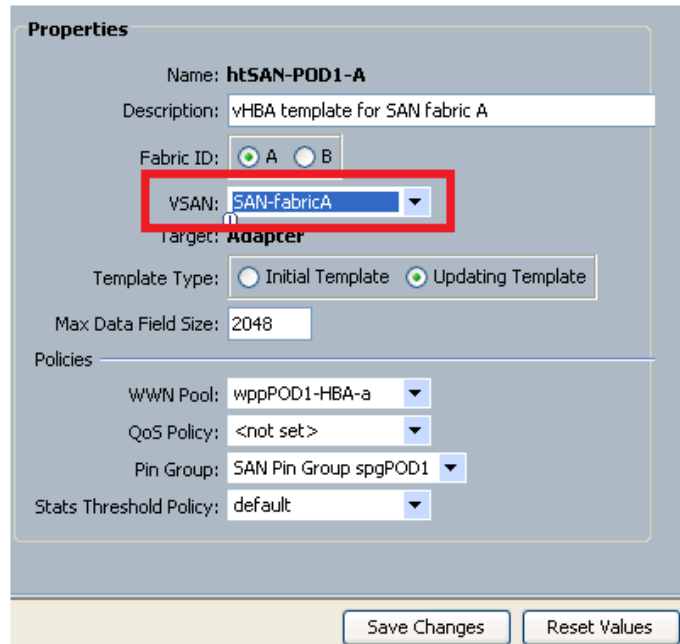 Properties
Name: htSAN-POD1-A
Description: vHBA template for SAN fabric A
Fabric ID: A B
VSAN: SAN-fabricA
Target: Adapter
Template Type: Initial Template Updating Template
Max Data Field Size: 2048
Policies
WWN Pool: wppPOD1-HBA-a
QoS Policy: <not set>
Pin Group: SAN Pin Group spgPOD1
Stats Threshold Policy: default
Save Changes Reset Values